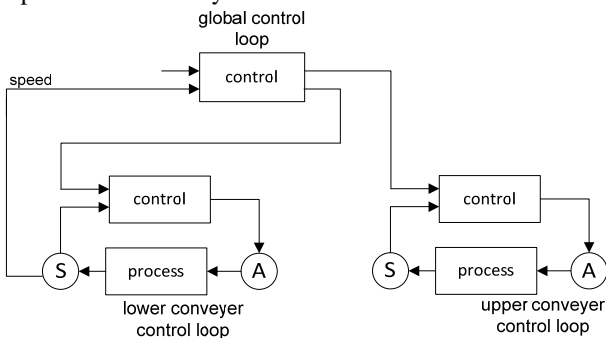 global control
loop
control
speed
control
control
S
process
A
S
process
A
lower conveyer
control loop
upper conveyer
control loop